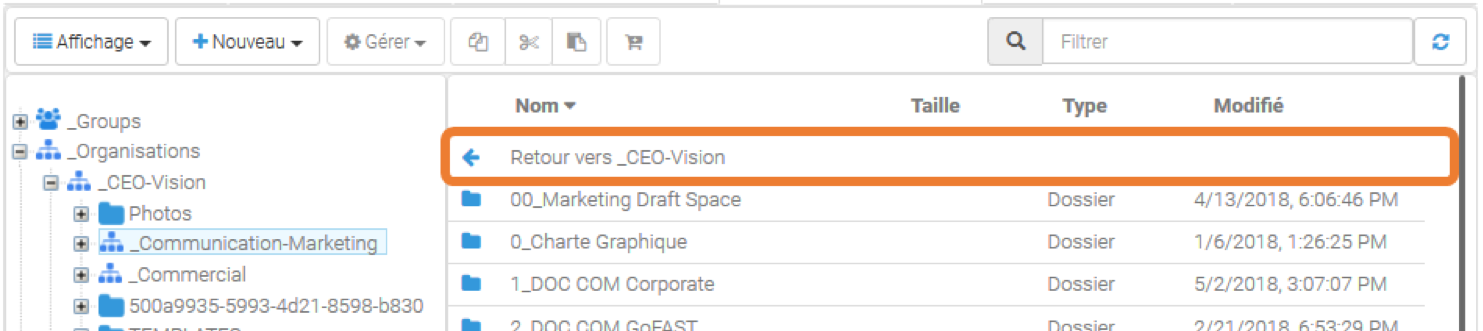 Affichage Nouveau Gérer Filtrer
Nom Taille Type Modifié
_Groups
_Organisations
_CEO-Vision
Photos
_Communication-Marketing
_Commercial
500a9935-5993-4d21-8598-b830
TEMPLATES
Retour vers _CEO-Vision
00_Marketing Draft Space Dossier 4/13/2018, 6:06:46 PM
0_Charte Graphique Dossier 1/6/2018, 1:26:25 PM
1_DOC COM Corporate Dossier 5/2/2018, 3:07:07 PM
2_DOC COM GoFAST Dossier 2/21/2018, 6:53:29 PM